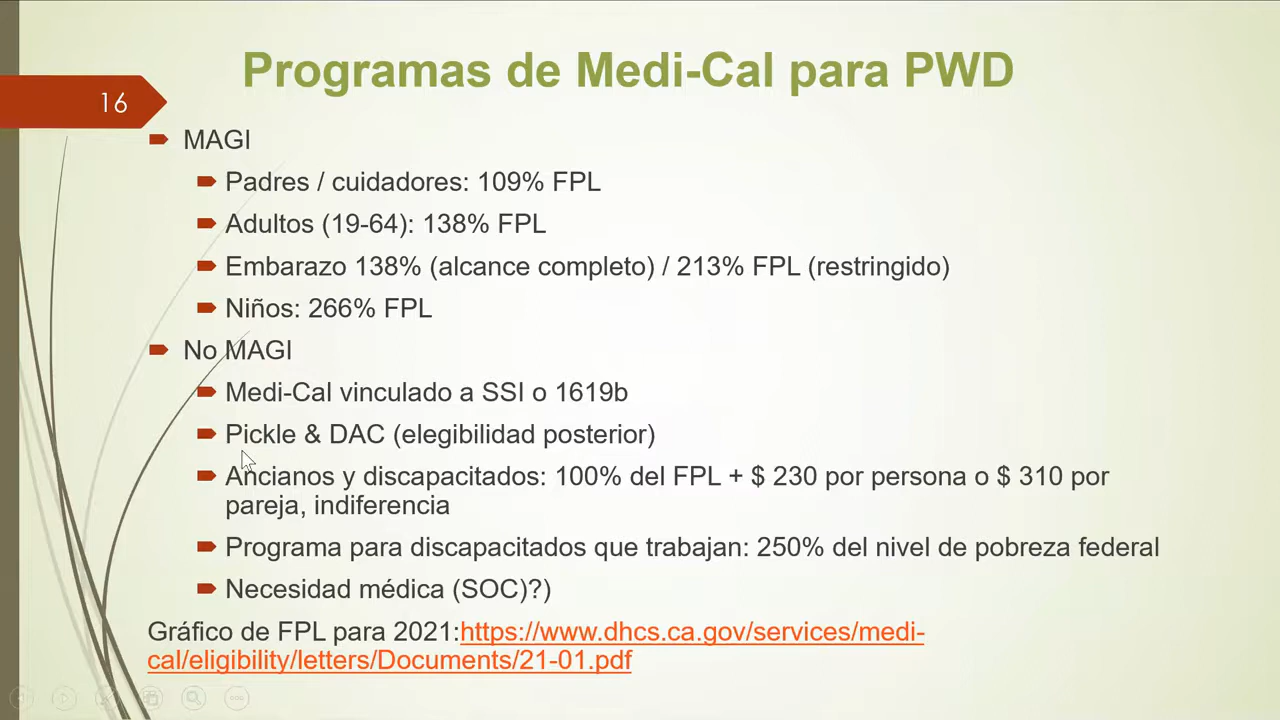 Programas de Medi-Cal para PWD
16
MAGI
Padres / cuidadores: 109% FPL
Adultos (19-64): 138% FPL
Embarazo 138% (alcance completo) / 213% FPL (restringido)
Niños: 266% FPL
No MAGI
Medi-Cal vinculado a SSI o 1619b
Pickle & DAC (elegibilidad posterior)
Ancianos y discapacitados: 100% del FPL + $ 230 por persona o $ 310 por
pareja, indiferencia
Programa para discapacitados que trabajan: 250% del nivel de pobreza federal
Necesidad médica (SOC)?)
Gráfico de FPL para 2021:https://www.dhcs.ca.gov/services/medi-
cal/eligibility/letters/Documents/21-01.pdf